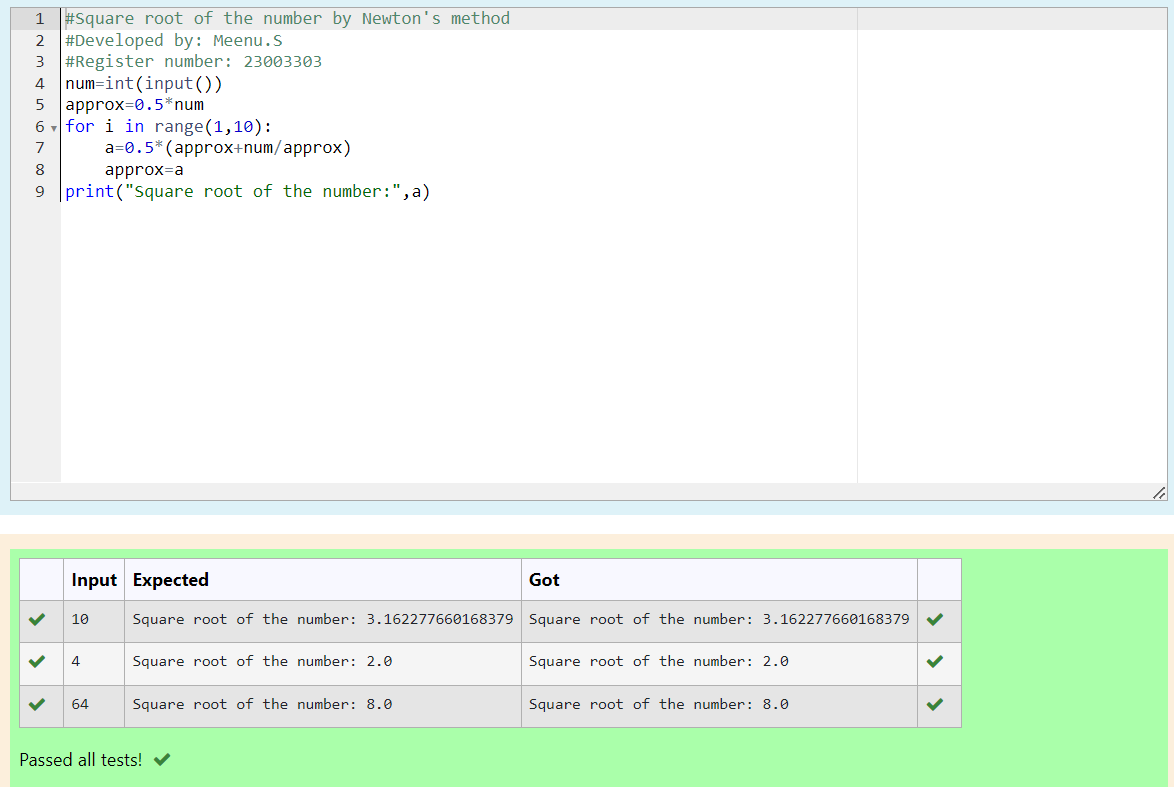 1 #Square root of the number by Newton's method
2 #Developed by: Meenu.S
3 #Register number: 23003303
4 num=int(input())
5 approx=0.5*num
6 for i in range(1,10):
7     a=0.5*(approx+num/approx)
8     approx=a
9 print("Square root of the number:",a)
Input Expected Got
10 Square root of the number: 3.162277660168379 Square root of the number: 3.162277660168379
4 Square root of the number: 2.0 Square root of the number: 2.0
64 Square root of the number: 8.0 Square root of the number: 8.0
Passed all tests!